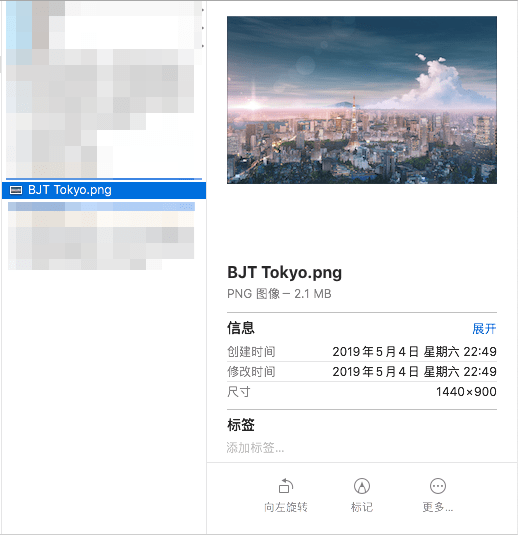 BJT Tokyo.png
BJT Tokyo.png
PNG 图像 – 2.1 MB
信息 展开
创建时间 2019年5月4日 星期六 22:49
修改时间 2019年5月4日 星期六 22:49
尺寸 1440×900
标签
添加标签...
向左旋转 标记 更多...